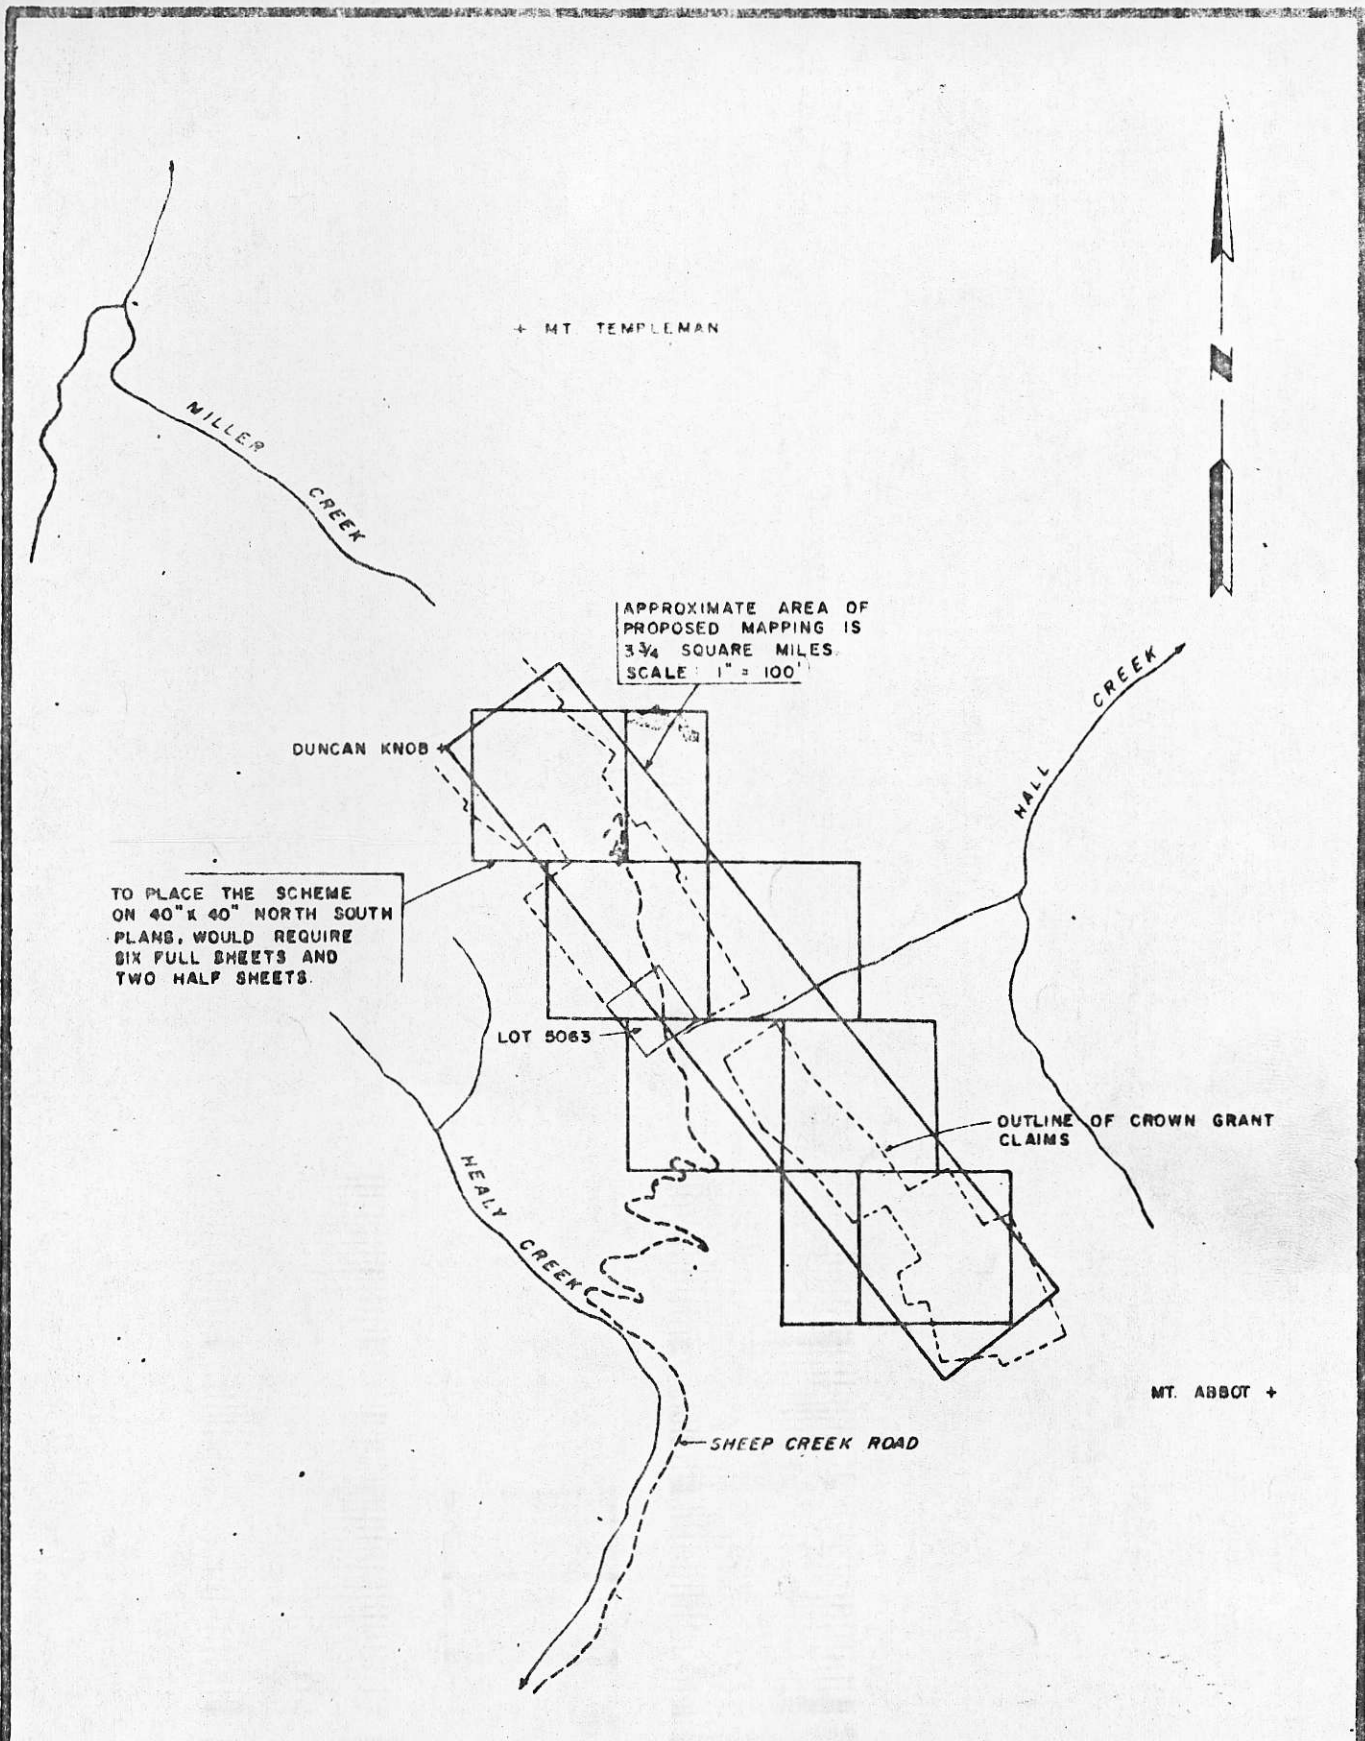 + MT. TEMPLEMAN
N
MILLER CREEK
APPROXIMATE AREA OF
PROPOSED MAPPING IS
3 3/4 SQUARE MILES.
SCALE: 1" = 100'
HALL CREEK
DUNCAN KNOB +
TO PLACE THE SCHEME
ON 40" X 40" NORTH SOUTH
PLANS, WOULD REQUIRE
SIX FULL SHEETS AND
TWO HALF SHEETS.
LOT 5063
OUTLINE OF CROWN GRANT
CLAIMS
HEALY CREEK
MT. ABBOT +
SHEEP CREEK ROAD